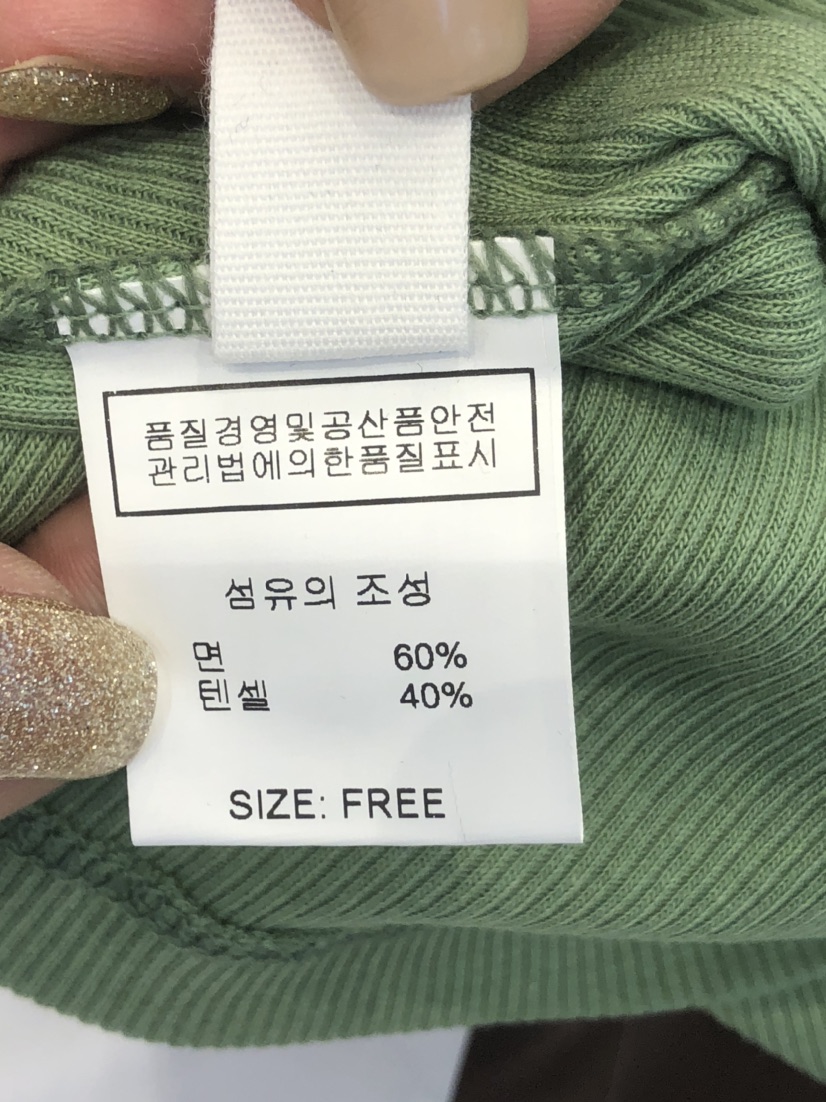 품질경영및공산품안전
관리법에의한품질표시
섬유의 조성
면 60%
텐셀 40%
SIZE: FREE